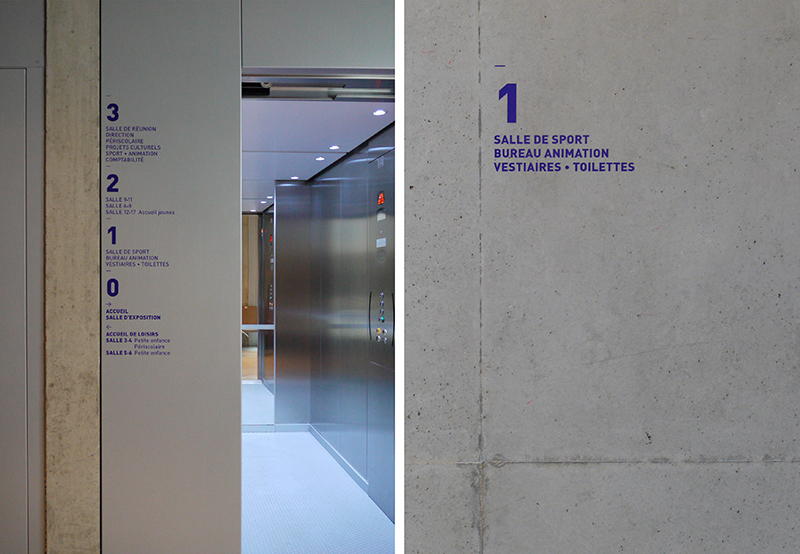 3
SALLE DE RÉUNION
DIRECTION
PÉRISCOLAIRE
PROJETS CULTURELS
SPORT • ANIMATION
COMPTABILITÉ
2
SALLE 9-11
SALLE 6-8
SALLE 12-17 Accueil jeunes
1
SALLE DE SPORT
BUREAU ANIMATION
VESTIAIRES • TOILETTES
0
→
ACCUEIL
SALLE D'EXPOSITION
←
ACCUEIL DE LOISIRS
SALLE 3-4 Petite enfance
Périscolaire
SALLE 5-6 Petite enfance
1
SALLE DE SPORT
BUREAU ANIMATION
VESTIAIRES • TOILETTES